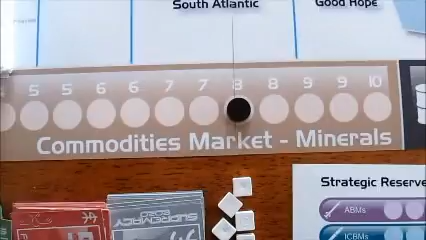 South Atlantic
Good Hope
5 5 6 6 7 7 8 8 9 9 10
Commodities Market - Minerals
SUPREMACY
Strategic Reserve
ABMs
ICBMs